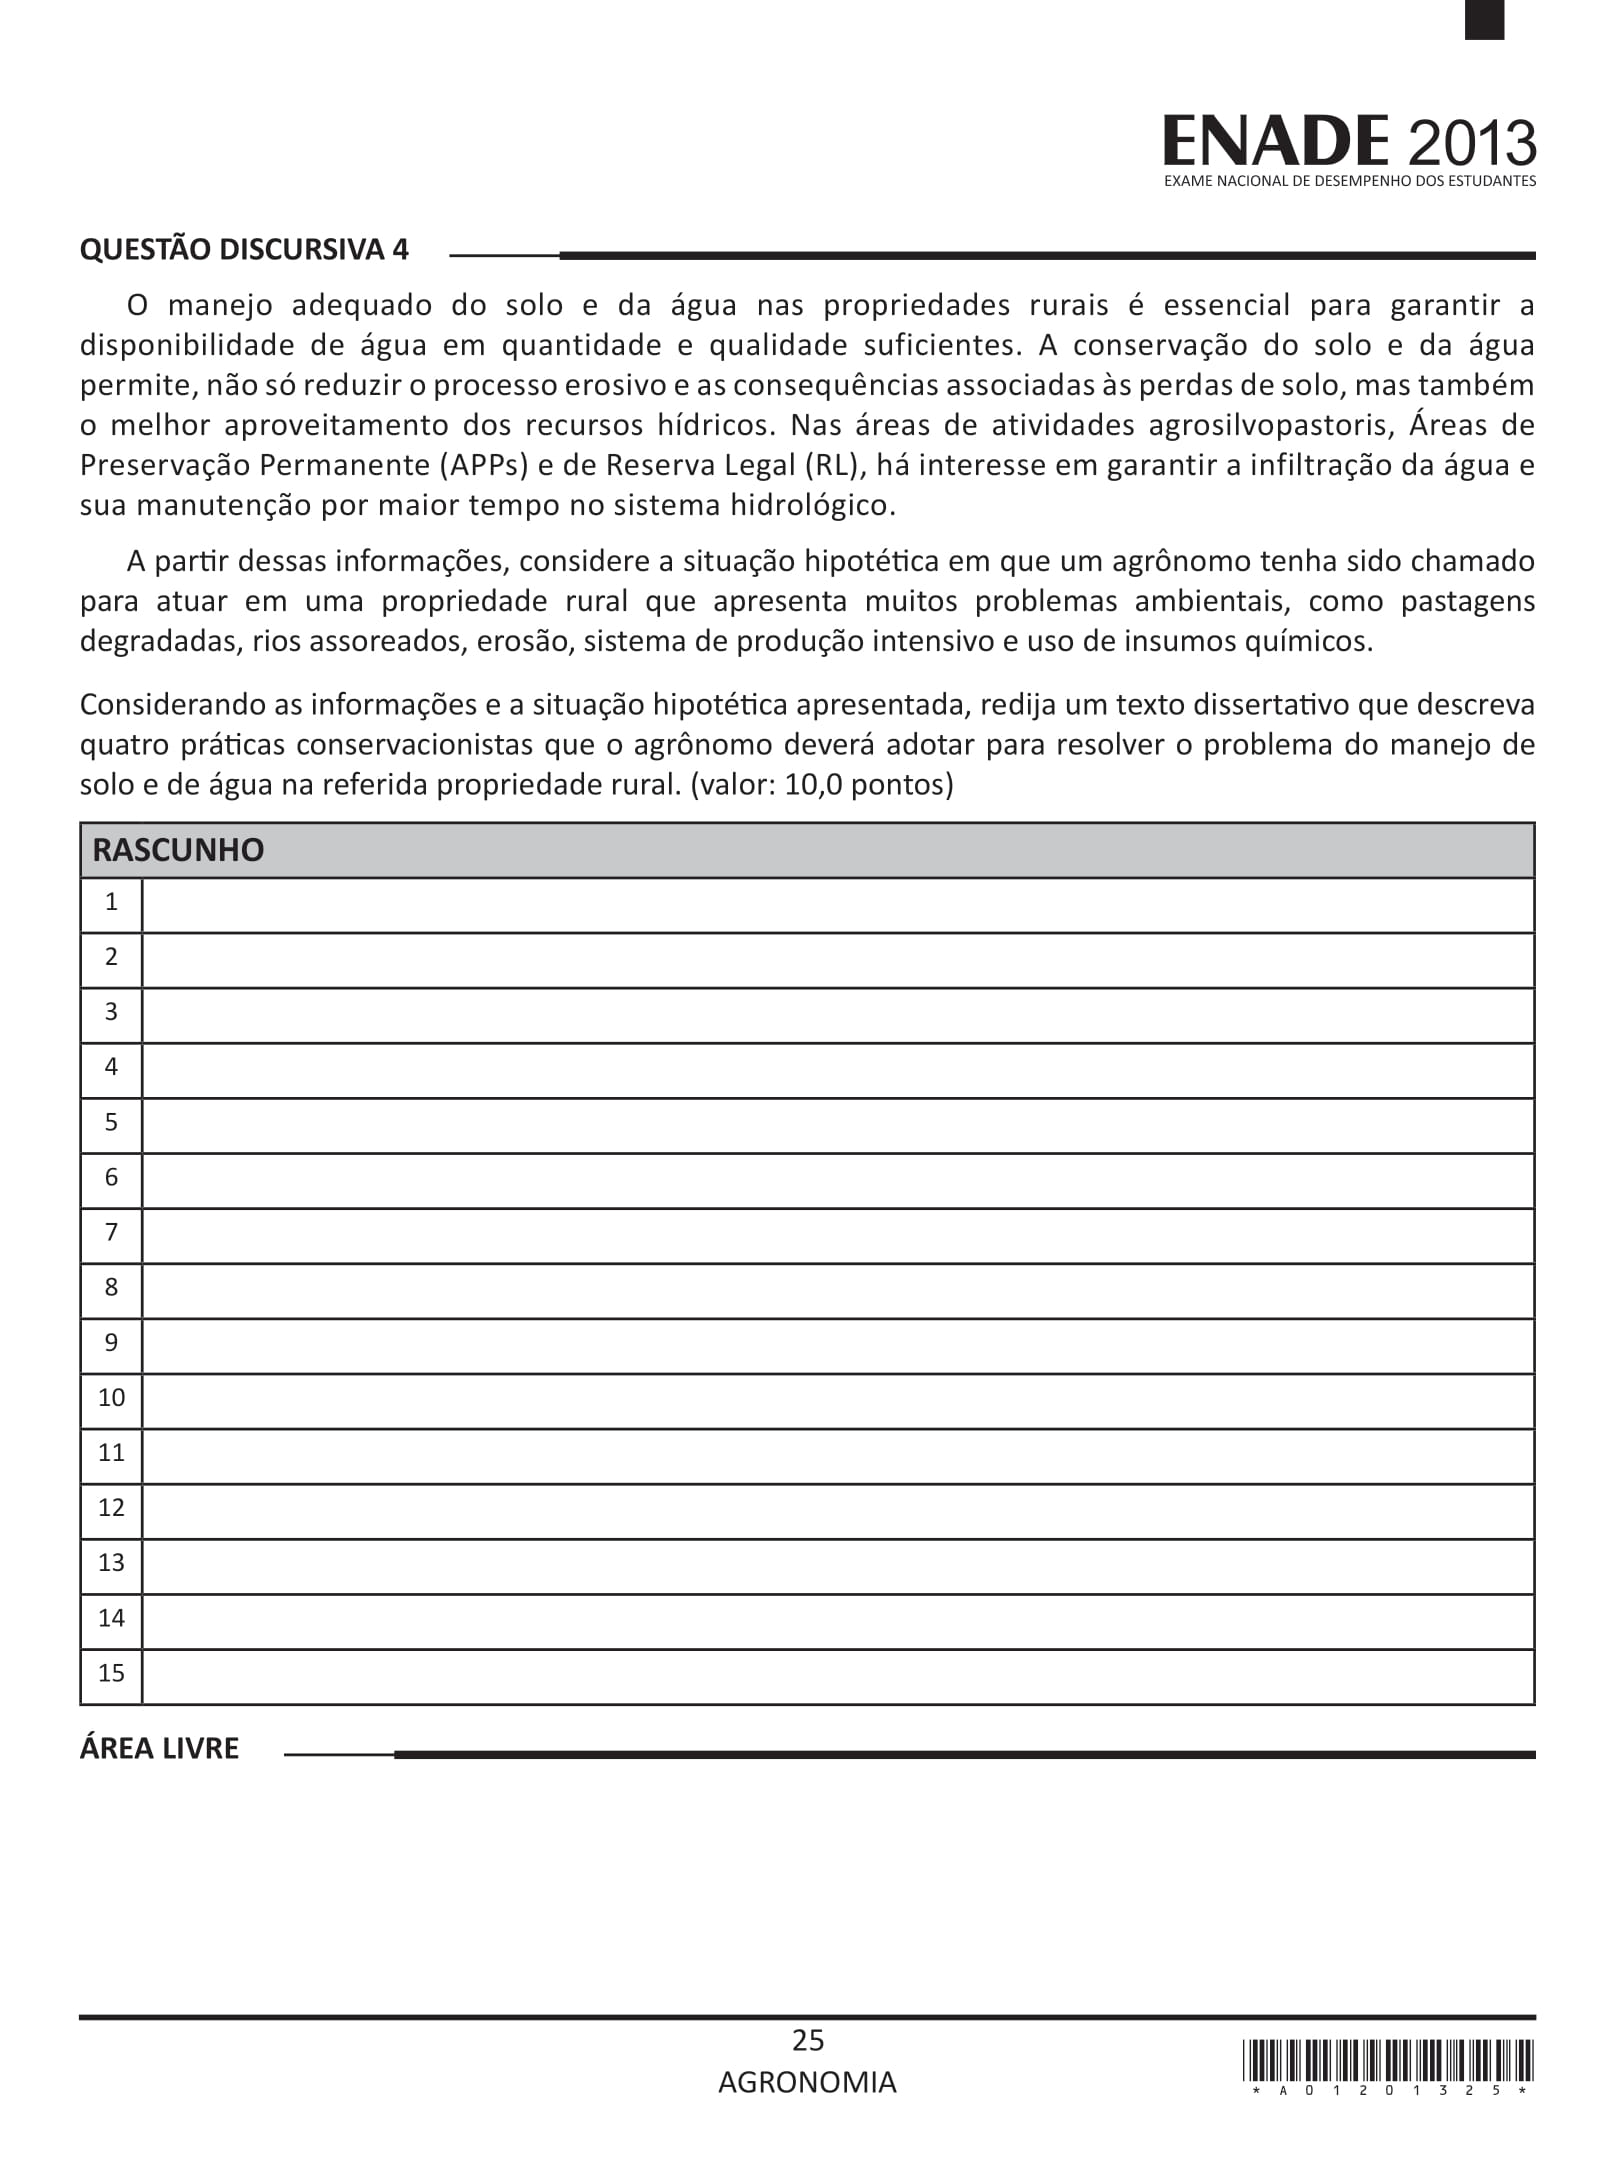 ENADE 2013
EXAME NACIONAL DE DESEMPENHO DOS ESTUDANTES
QUESTÃO DISCURSIVA 4
O manejo adequado do solo e da água nas propriedades rurais é essencial para garantir a
disponibilidade de água em quantidade e qualidade suficientes. A conservação do solo e da água
permite, não só reduzir o processo erosivo e as consequências associadas às perdas de solo, mas também
o melhor aproveitamento dos recursos hídricos. Nas áreas de atividades agrosilvopastoris, Áreas de
Preservação Permanente (APPs) e de Reserva Legal (RL), há interesse em garantir a infiltração da água e
sua manutenção por maior tempo no sistema hidrológico.
A partir dessas informações, considere a situação hipotética em que um agrônomo tenha sido chamado
para atuar em uma propriedade rural que apresenta muitos problemas ambientais, como pastagens
degradadas, rios assoreados, erosão, sistema de produção intensivo e uso de insumos químicos.
Considerando as informações e a situação hipotética apresentada, redija um texto dissertativo que descreva
quatro práticas conservacionistas que o agrônomo deverá adotar para resolver o problema do manejo de
solo e de água na referida propriedade rural. (valor: 10,0 pontos)
RASCUNHO
1
2
3
4
5
6
7
8
9
10
11
12
13
14
15
ÁREA LIVRE
25
AGRONOMIA
* A 0 1 2 0 1 3 2 5 *